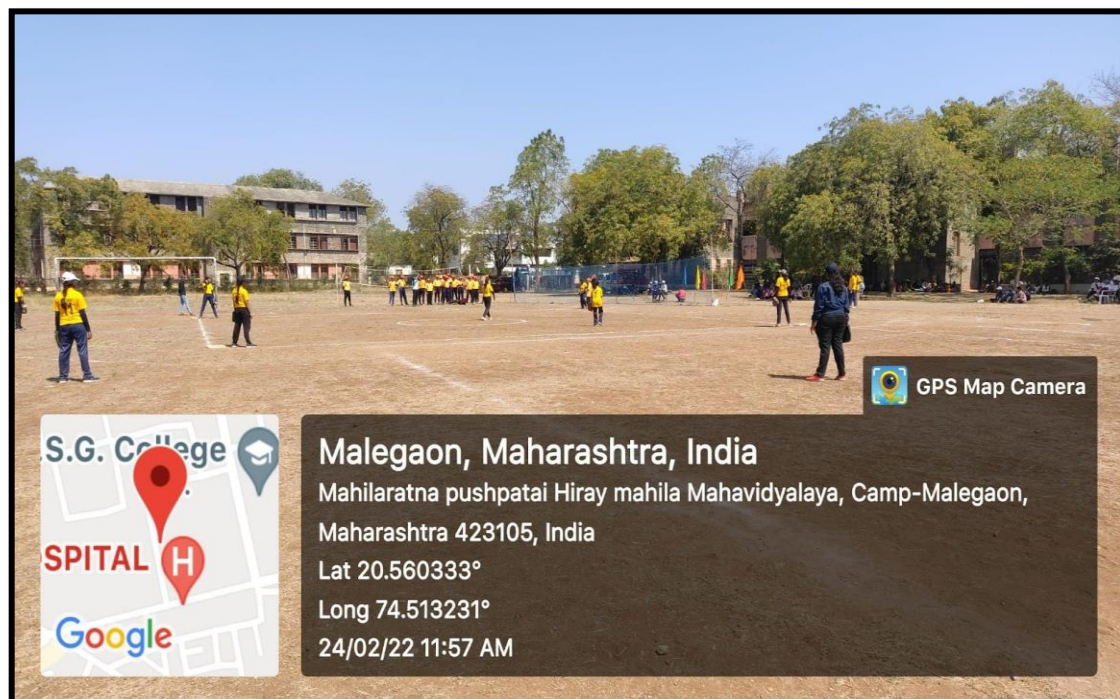 GPS Map Camera
S.G. College
SPITAL
H
Google
Malegaon, Maharashtra, India
Mahilaratna pushpatai Hiray mahila Mahavidyalaya, Camp-Malegaon,
Maharashtra 423105, India
Lat 20.560333°
Long 74.513231°
24/02/22 11:57 AM